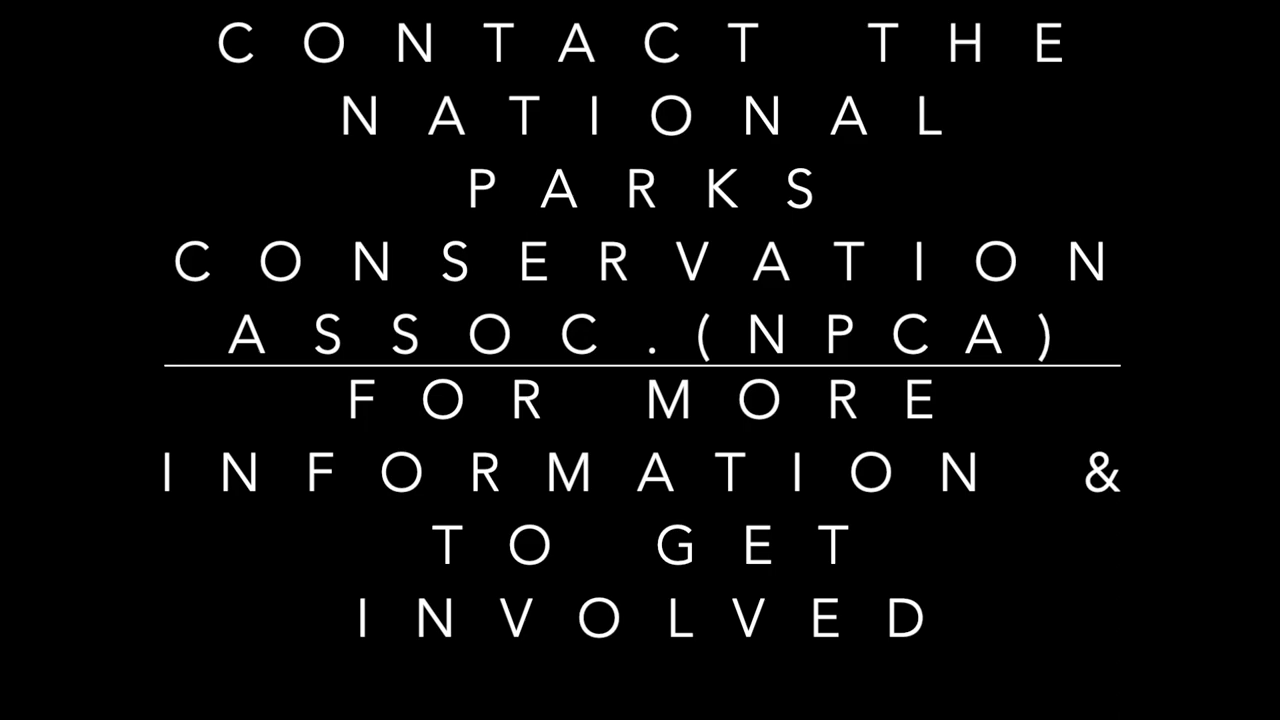 CONTACT THE
NATIONAL
PARKS
CONSERVATION
ASSOC.(NPCA)
FOR MORE
INFORMATION &
TO GET
INVOLVED